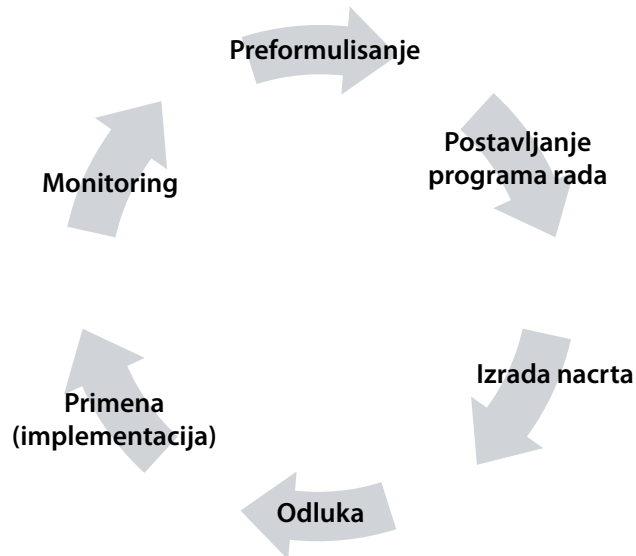 Preformulisanje
Postavljanje
programa rada
Izrada nacrta
Odluka
Primena
(implementacija)
Monitoring